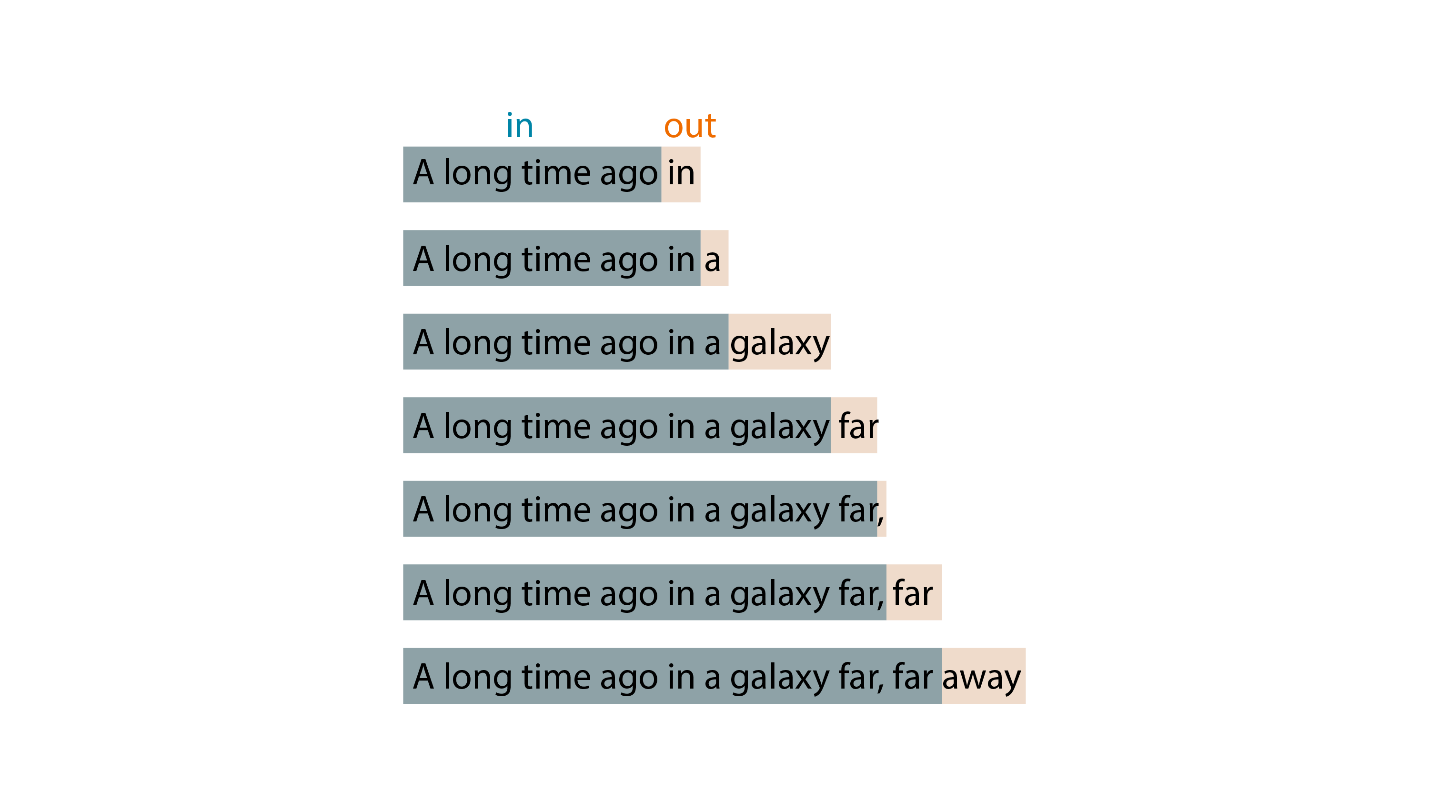 in out
A long time ago in
A long time ago in a
A long time ago in a galaxy
A long time ago in a galaxy far
A long time ago in a galaxy far,
A long time ago in a galaxy far, far
A long time ago in a galaxy far, far away